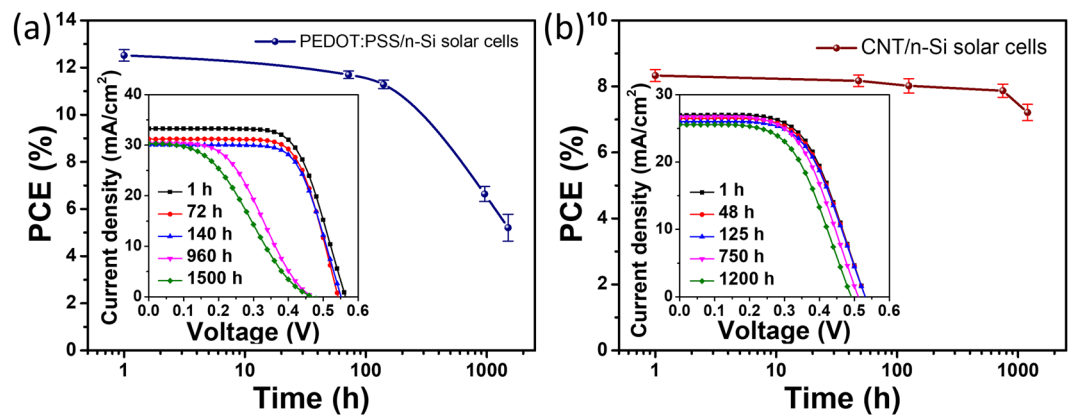 (a)
PEDOT:PSS/n-Si solar cells
PCE (%)
14
12
10
8
6
4
2
0
1
10
100
1000
Time (h)
Current density (mA/cm²)
40
30
20
10
0
0.0
0.1
0.2
0.3
0.4
0.5
0.6
Voltage (V)
1 h
72 h
140 h
960 h
1500 h
(b)
CNT/n-Si solar cells
PCE (%)
10
8
6
4
2
0
1
10
100
1000
Time (h)
Current density (mA/cm²)
30
20
10
0
0.0
0.1
0.2
0.3
0.4
0.5
0.6
Voltage (V)
1 h
48 h
125 h
750 h
1200 h